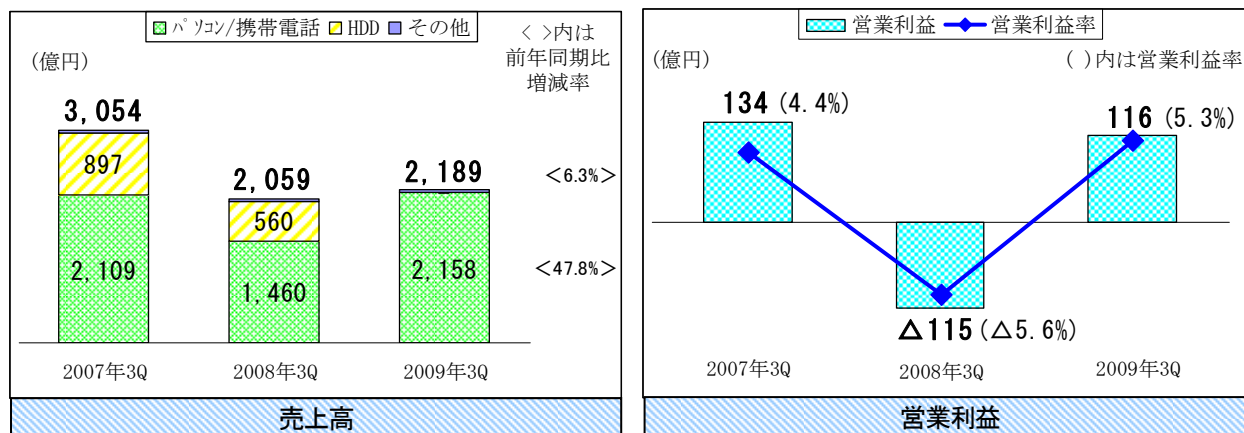 パソコン/携帯電話 HDD その他
< >内は
前年同期比
増減率
(億円)
3,054
897
2,109
2,059
560
1,460
2,189
2,158
<6.3%>
<47.8%>
2007年3Q 2008年3Q 2009年3Q
売上高
営業利益 営業利益率
(億円)
( )内は営業利益率
134 (4.4%)
△115 (△5.6%)
116 (5.3%)
2007年3Q 2008年3Q 2009年3Q
営業利益